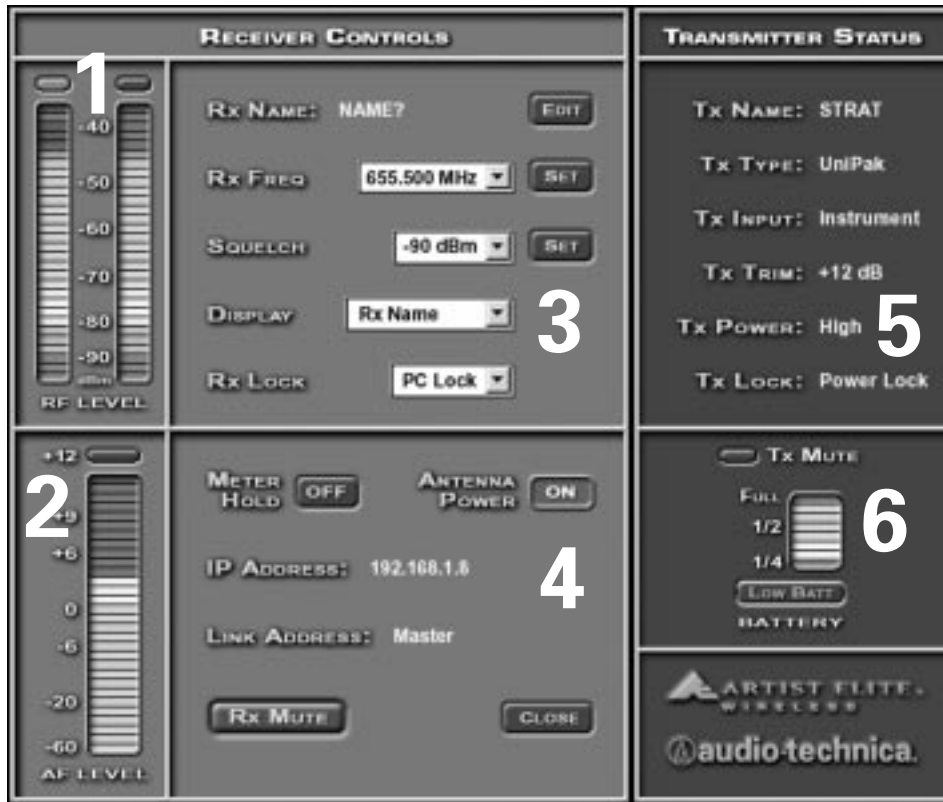 RECEIVER CONTROLS
1
-40
-50
-60
-70
-80
-90
dBm
RF LEVEL
RX NAME: NAME? EDIT
RX FREQ 655.500 MHz SET
SQUELCH -90 dBm SET
DISPLAY Rx Name
3
RX LOCK PC Lock
2
+12
+9
+6
0
-6
-20
-60
AF LEVEL
METER HOLD OFF
ANTENNA POWER ON
IP ADDRESS: 192.168.1.8
4
LINK ADDRESS: Master
RX MUTE CLOSE
TRANSMITTER STATUS
TX NAME: STRAT
TX TYPE: UniPak
TX INPUT: Instrument
TX TRIM: +12 dB
TX POWER: High
5
TX LOCK: Power Lock
TX MUTE
FULL
1/2
1/4
6
LOW BATT
BATTERY
ARTIST ELITE®
WIRELESS
audio-technica.